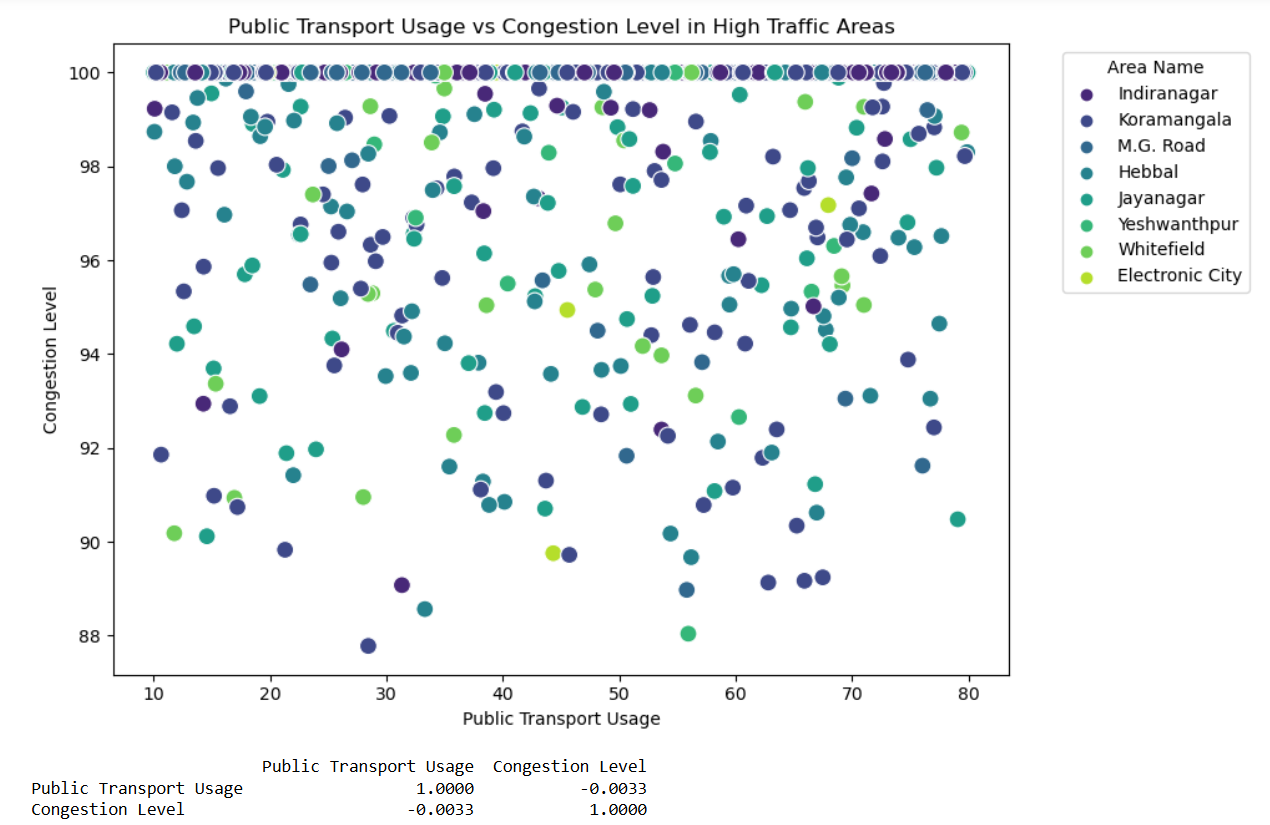 Public Transport Usage vs Congestion Level in High Traffic Areas
Area Name
Indiranagar
Koramangala
M.G. Road
Hebbal
Jayanagar
Yeshwanthpur
Whitefield
Electronic City
Congestion Level
100
98
96
94
92
90
88
10 20 30 40 50 60 70 80
Public Transport Usage
Public Transport Usage Congestion Level
Public Transport Usage 1.0000 -0.0033
Congestion Level -0.0033 1.0000